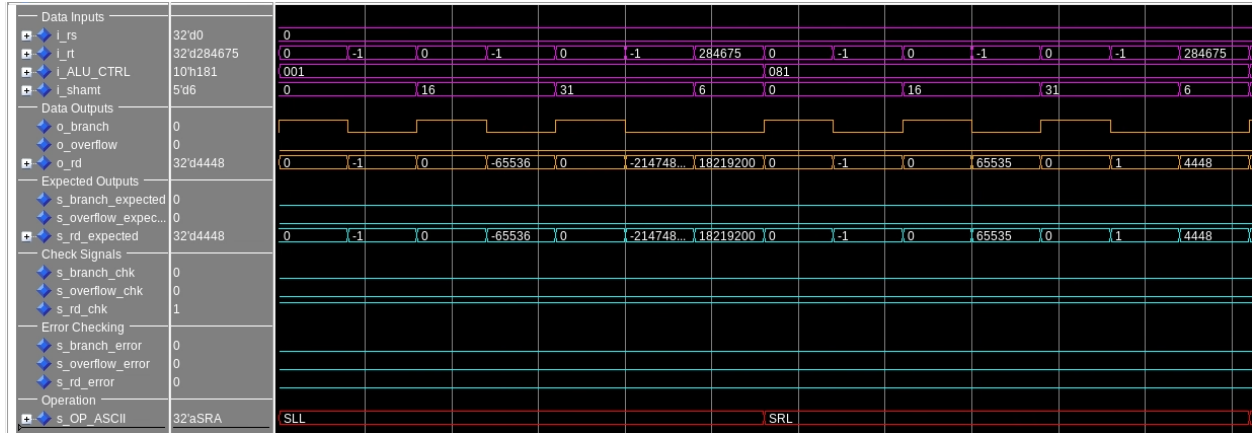 Data Inputs
i_rs 32'd0 0
i_rt 32'd284675 0 -1 0 -1 0 -1 284675 0 -1 0 -1 0 -1 284675
i_ALU_CTRL 10'h181 001 081
i_shamt 5'd6 0 16 31 6 0 16 31 6
Data Outputs
o_branch 0
o_overflow 0
o_rd 32'd4448 0 -1 0 -65536 0 -214748... 18219200 0 -1 0 65535 0 1 4448
Expected Outputs
s_branch_expected 0
s_overflow_expec... 0
s_rd_expected 32'd4448 0 -1 0 -65536 0 -214748... 18219200 0 -1 0 65535 0 1 4448
Check Signals
s_branch_chk 0
s_overflow_chk 0
s_rd_chk 1
Error Checking
s_branch_error 0
s_overflow_error 0
s_rd_error 0
Operation
s_OP_ASCII 32'aSRA SLL SRL